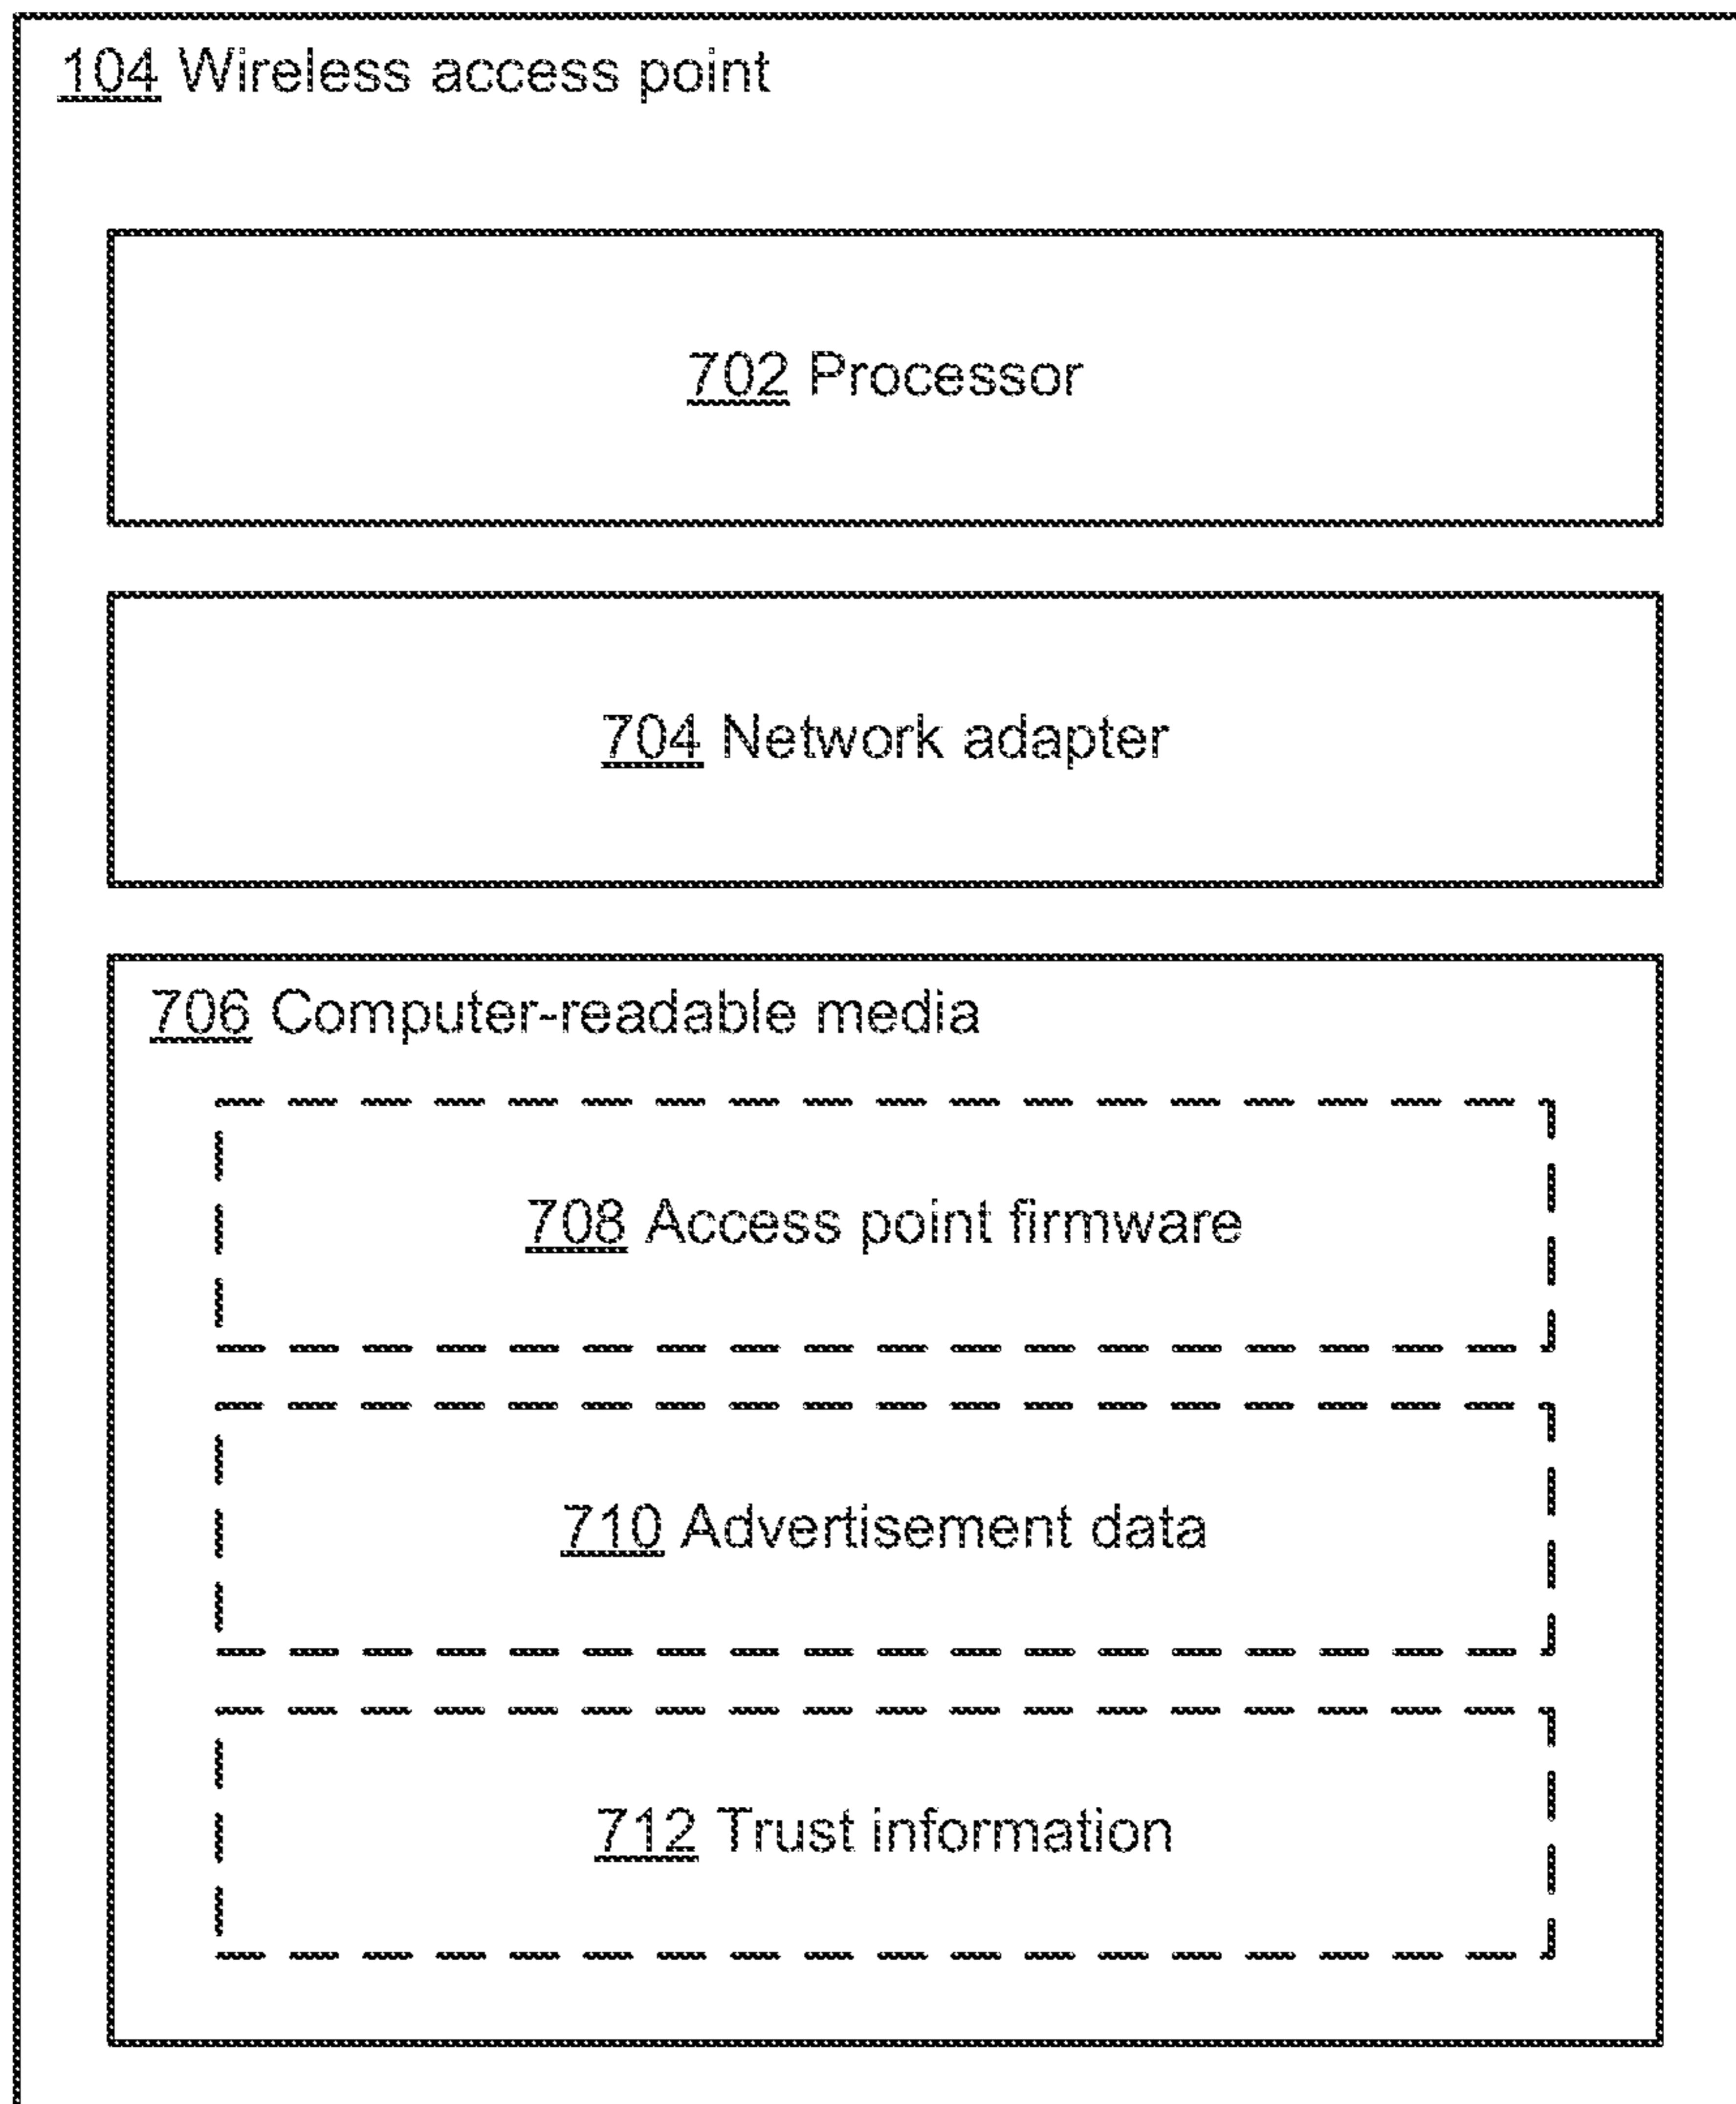 104 Wireless access point
702 Processor
704 Network adapter
706 Computer-readable media
708 Access point firmware
710 Advertisement data
712 Trust information